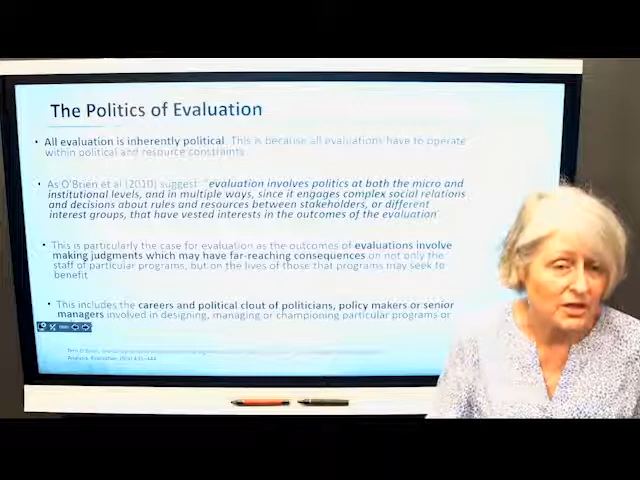 The Politics of Evaluation
• All evaluation is inherently political. This is because all evaluations have to operate
within political and resource constraints.
• As O'Brien et al (2010) suggest: "evaluation involves politics at both the micro and
institutional levels, and in multiple ways, since it engages complex social relations
and decisions about rules and resources between stakeholders, or different
interest groups, that have vested interests in the outcomes of the evaluation
• This is particularly the case for evaluation as the outcomes of evaluations involve
making judgments which may have far-reaching consequences on not only the
staff of particular programs, but on the lives of those that programs may seek to
benefit
• This includes the careers and political clout of politicians, policy makers or senior
managers involved in designing, managing or championing particular programs or
Analysis, Evaluation, 16(4) 431–444